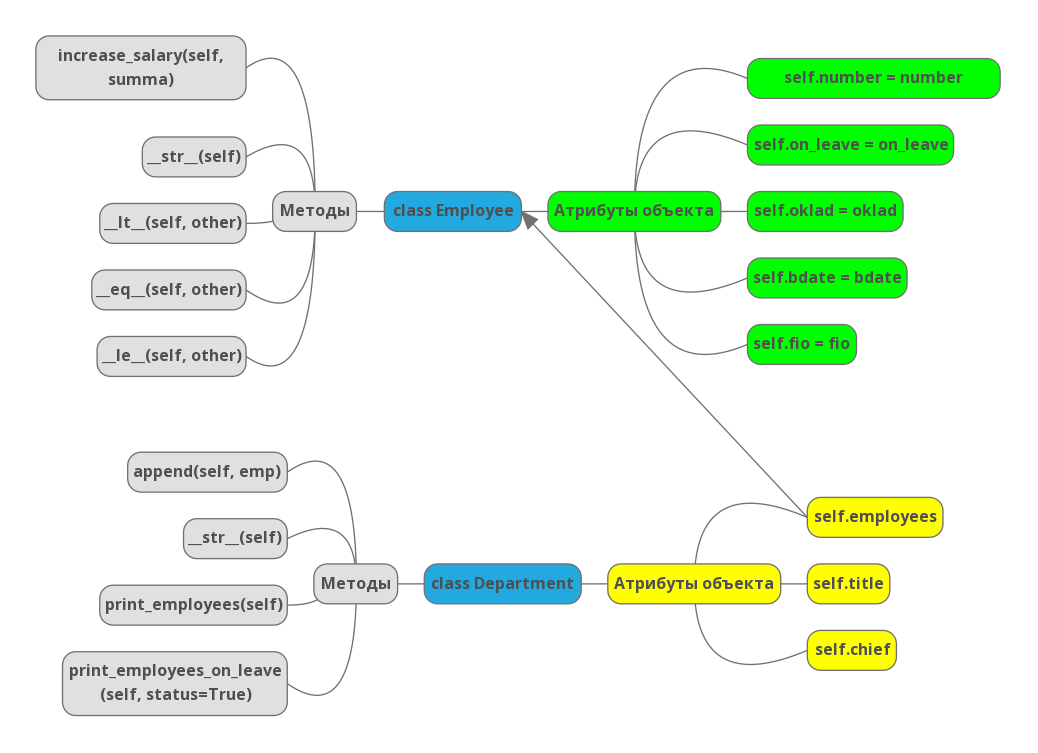 increase_salary(self,
summa)
__str__(self)
__lt__(self, other)
__eq__(self, other)
__le__(self, other)
Методы
class Employee
Атрибуты объекта
self.number = number
self.on_leave = on_leave
self.oklad = oklad
self.bdate = bdate
self.fio = fio
append(self, emp)
__str__(self)
print_employees(self)
print_employees_on_leave
(self, status=True)
Методы
class Department
Атрибуты объекта
self.employees
self.title
self.chief